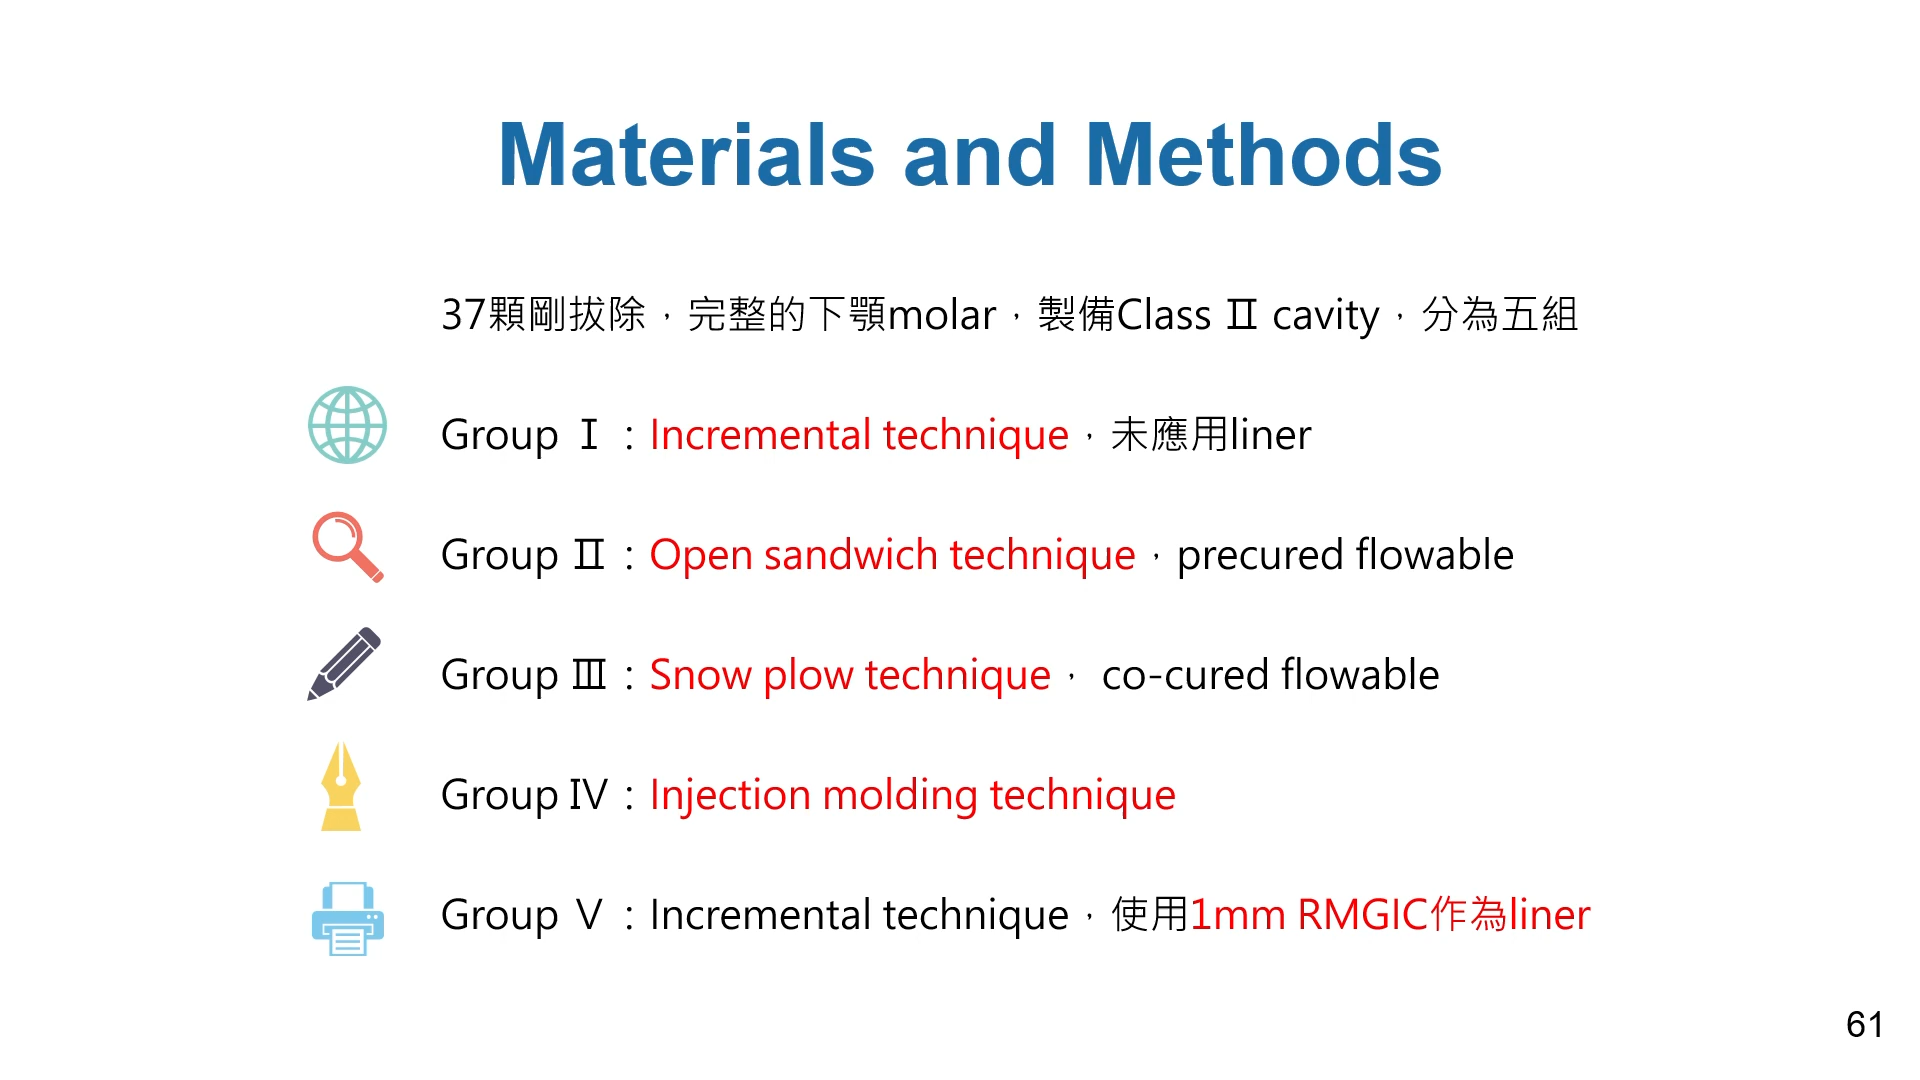 Materials and Methods
37顆剛拔除，完整的下顎molar，製備Class Ⅱ cavity，分為五組
Group Ⅰ：Incremental technique，未應用liner
Group Ⅱ：Open sandwich technique，precured flowable
Group Ⅲ：Snow plow technique， co-cured flowable
Group Ⅳ：Injection molding technique
Group Ⅴ：Incremental technique，使用1mm RMGIC作為liner
61